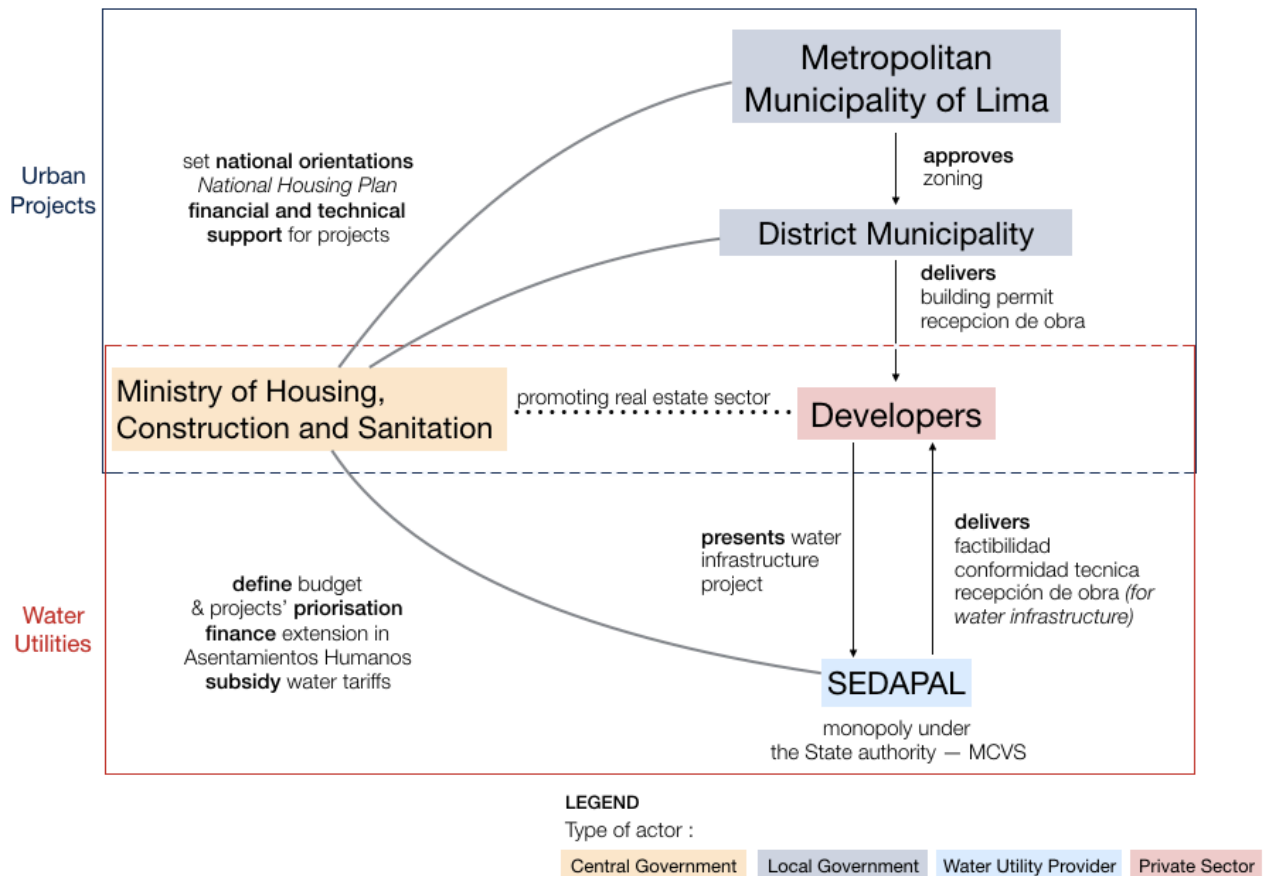 Metropolitan
Municipality of Lima
approves
zoning
set national orientations
National Housing Plan
financial and technical
support for projects
Urban
Projects
District Municipality
delivers
building permit
recepcion de obra
Ministry of Housing,
Construction and Sanitation
promoting real estate sector
Developers
presents water
infrastructure
project
delivers
factibilidad
conformidad tecnica
recepción de obra (for
water infrastructure)
Water
Utilities
define budget
& projects’ priorisation
finance extension in
Asentamientos Humanos
subsidy water tariffs
SEDAPAL
monopoly under
the State authority — MCVS
LEGEND
Type of actor :
Central Government
Local Government
Water Utility Provider
Private Sector